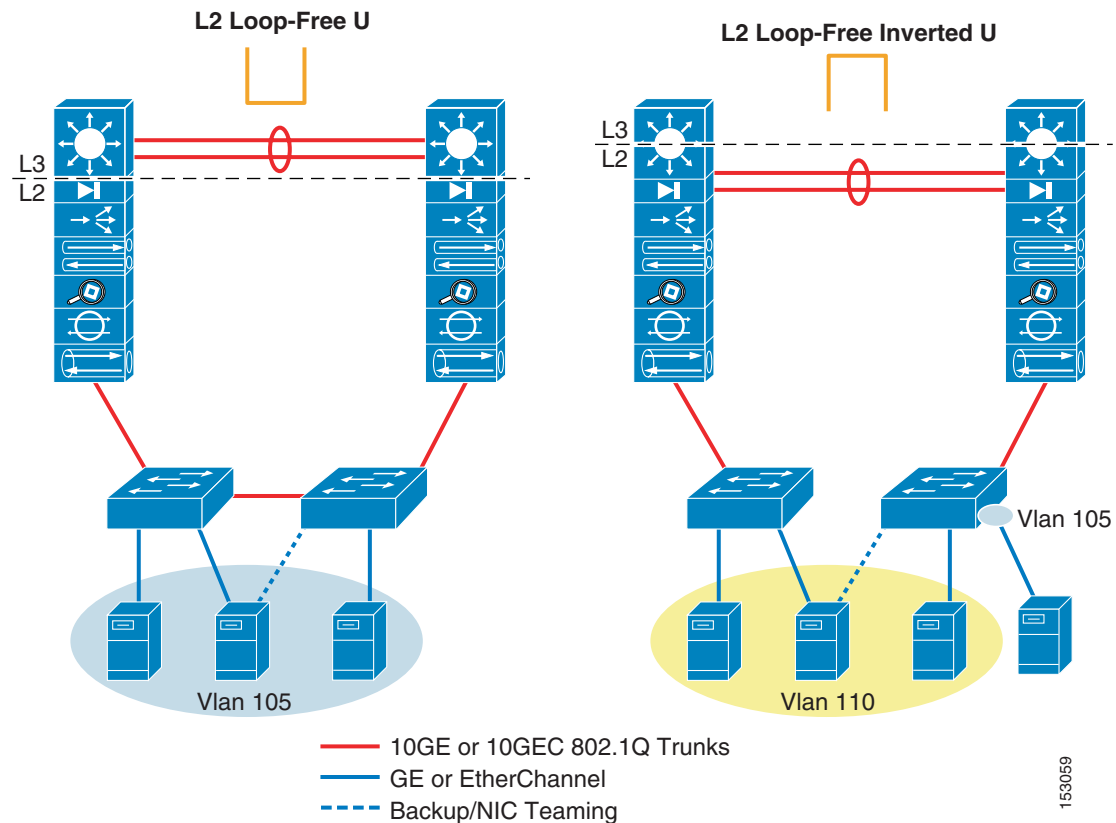 L2 Loop-Free U
L2 Loop-Free Inverted U
L3
L2
L3
L2
Vlan 105
Vlan 105
Vlan 110
10GE or 10GEC 802.1Q Trunks
GE or EtherChannel
Backup/NIC Teaming
153059